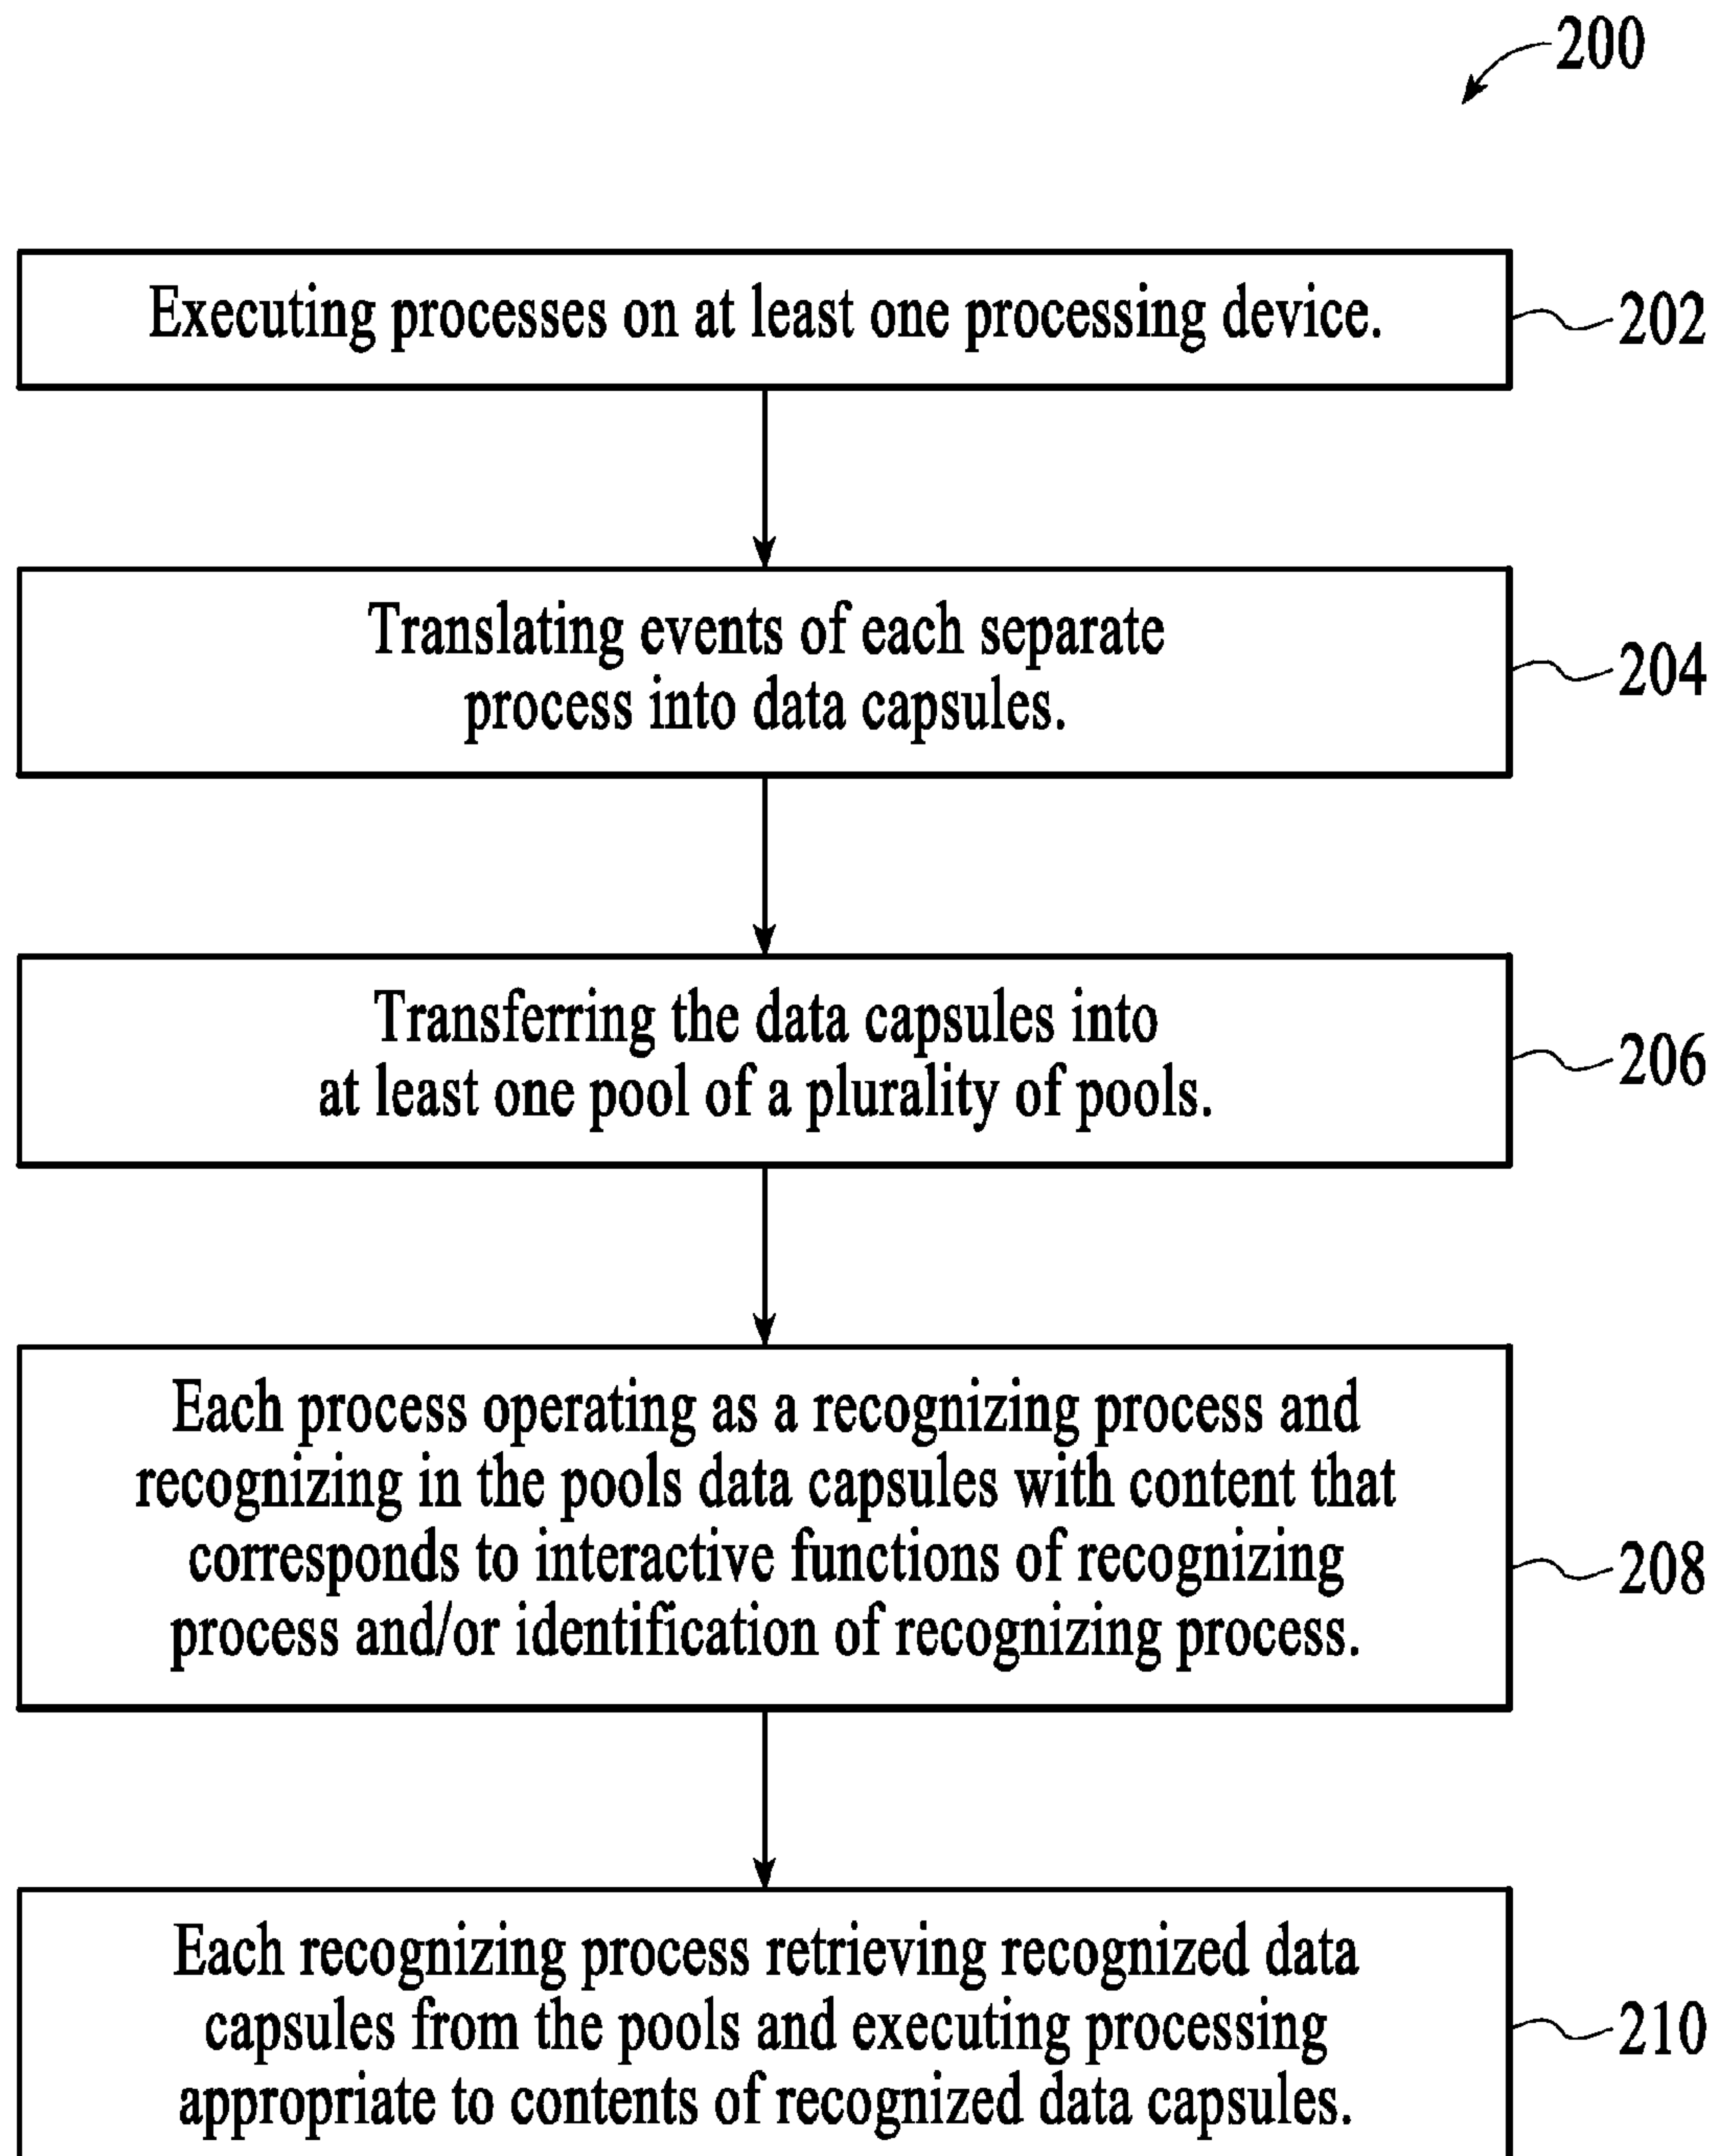 200
Executing processes on at least one processing device.
202
Translating events of each separate
process into data capsules.
204
Transferring the data capsules into
at least one pool of a plurality of pools.
206
Each process operating as a recognizing process and
recognizing in the pools data capsules with content that
corresponds to interactive functions of recognizing
process and/or identification of recognizing process.
208
Each recognizing process retrieving recognized data
capsules from the pools and executing processing
appropriate to contents of recognized data capsules.
210